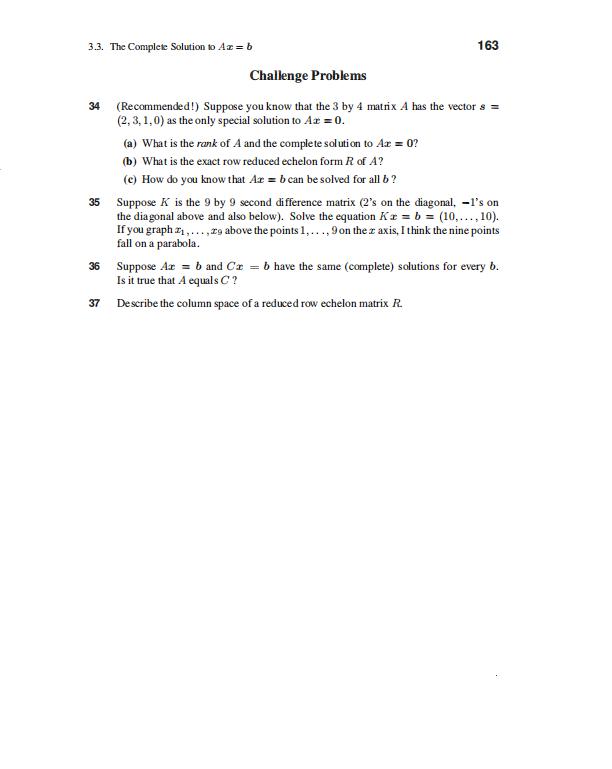 3.3. The Complete Solution to Ax = b 163
Challenge Problems
34 (Recommended!) Suppose you know that the 3 by 4 matrix A has the vector s =
(2, 3, 1, 0) as the only special solution to Ax = 0.
(a) What is the rank of A and the complete solution to Ax = 0?
(b) What is the exact row reduced echelon form R of A?
(c) How do you know that Ax = b can be solved for all b ?
35 Suppose K is the 9 by 9 second difference matrix (2's on the diagonal, −1's on
the diagonal above and also below). Solve the equation Kx = b = (10, . . . , 10).
If you graph x₁, . . . , x₉ above the points 1, . . . , 9 on the x axis, I think the nine points
fall on a parabola.
36 Suppose Ax = b and Cx = b have the same (complete) solutions for every b.
Is it true that A equals C ?
37 Describe the column space of a reduced row echelon matrix R.